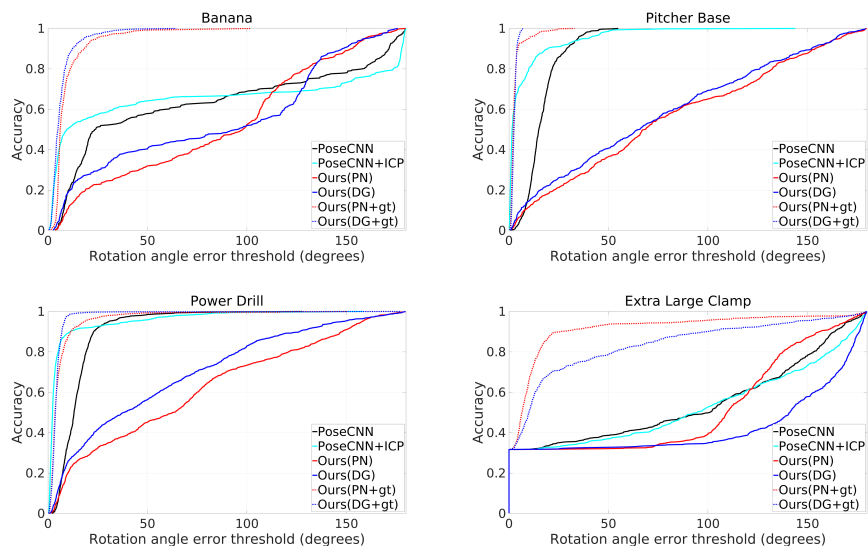 Banana
Accuracy
1
0.8
0.6
0.4
0.2
0
0 50 100 150
Rotation angle error threshold (degrees)
PoseCNN
PoseCNN+ICP
Ours(PN)
Ours(DG)
Ours(PN+gt)
Ours(DG+gt)
Pitcher Base
Accuracy
1
0.8
0.6
0.4
0.2
0
0 50 100 150
Rotation angle error threshold (degrees)
PoseCNN
PoseCNN+ICP
Ours(PN)
Ours(DG)
Ours(PN+gt)
Ours(DG+gt)
Power Drill
Accuracy
1
0.8
0.6
0.4
0.2
0
0 50 100 150
Rotation angle error threshold (degrees)
PoseCNN
PoseCNN+ICP
Ours(PN)
Ours(DG)
Ours(PN+gt)
Ours(DG+gt)
Extra Large Clamp
Accuracy
1
0.8
0.6
0.4
0.2
0
0 50 100 150
Rotation angle error threshold (degrees)
PoseCNN
PoseCNN+ICP
Ours(PN)
Ours(DG)
Ours(PN+gt)
Ours(DG+gt)